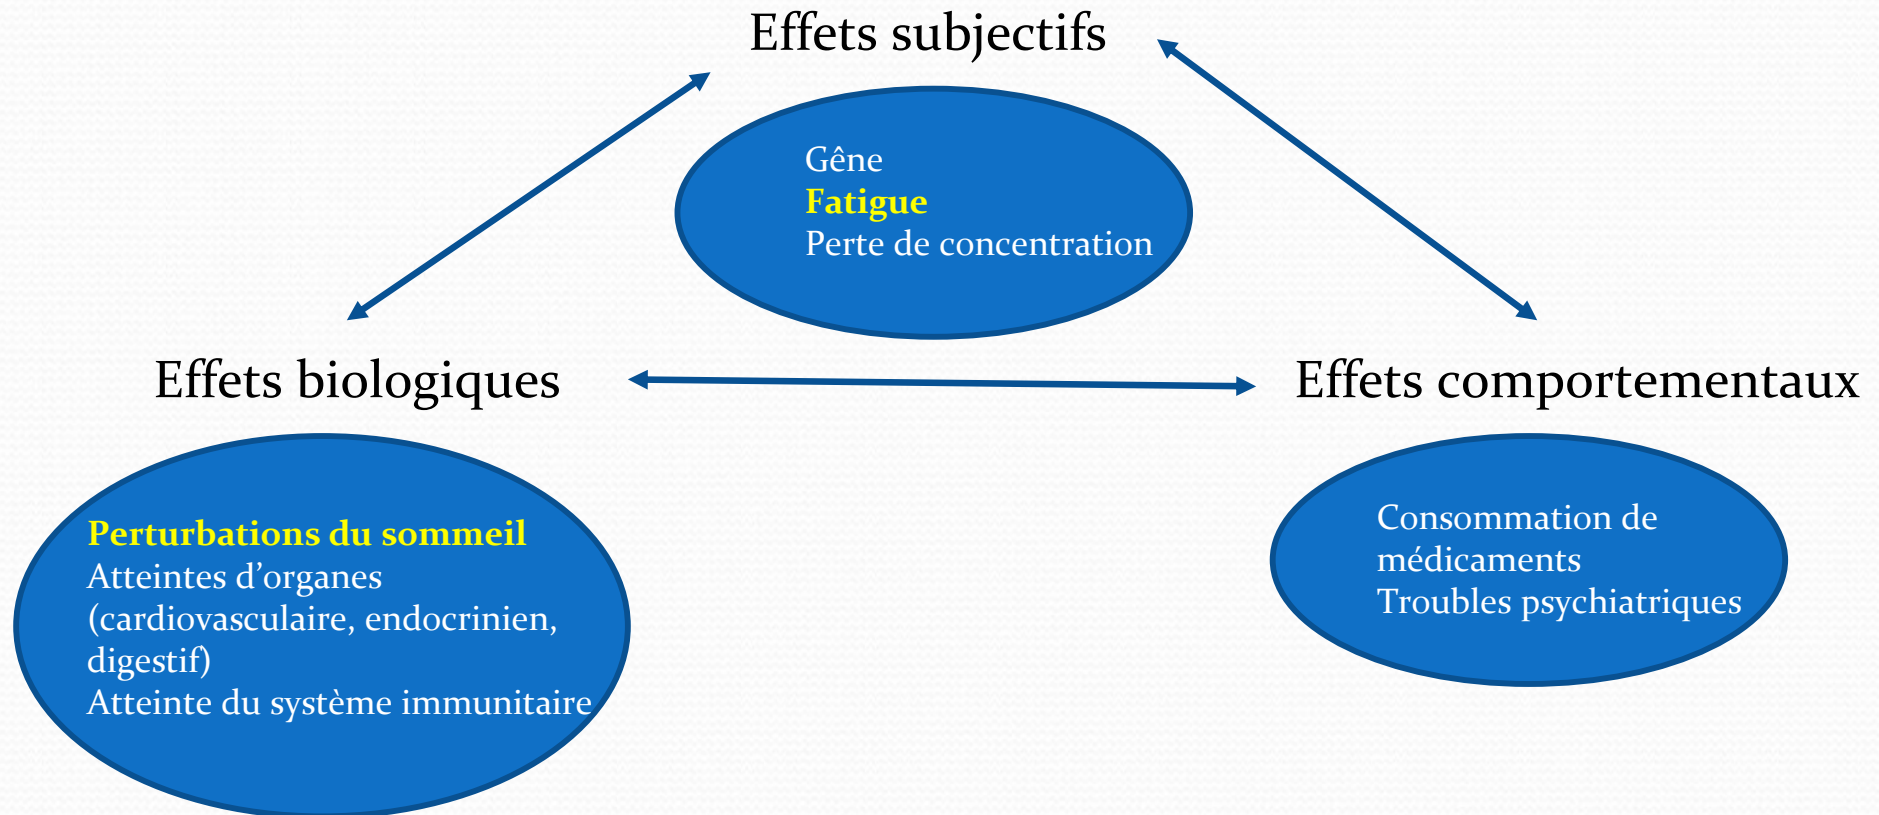 Effets subjectifs
Gêne
Fatigue
Perte de concentration
Effets biologiques
Effets comportementaux
Perturbations du sommeil
Atteintes d’organes
(cardiovasculaire, endocrinien,
digestif)
Atteinte du système immunitaire
Consommation de
médicaments
Troubles psychiatriques